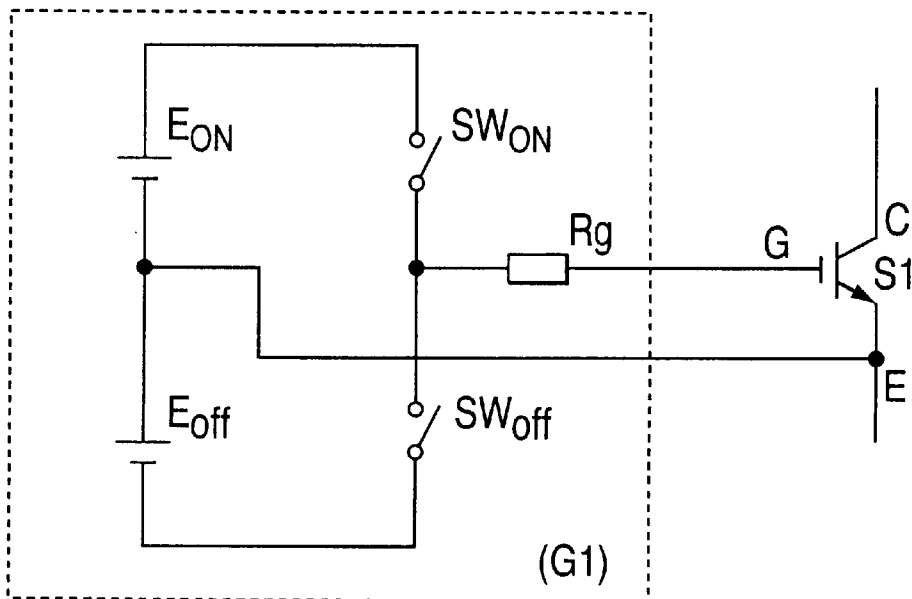 E_ON
SW_ON
Rg
G
C
S1
E
E_off
SW_off
(G1)